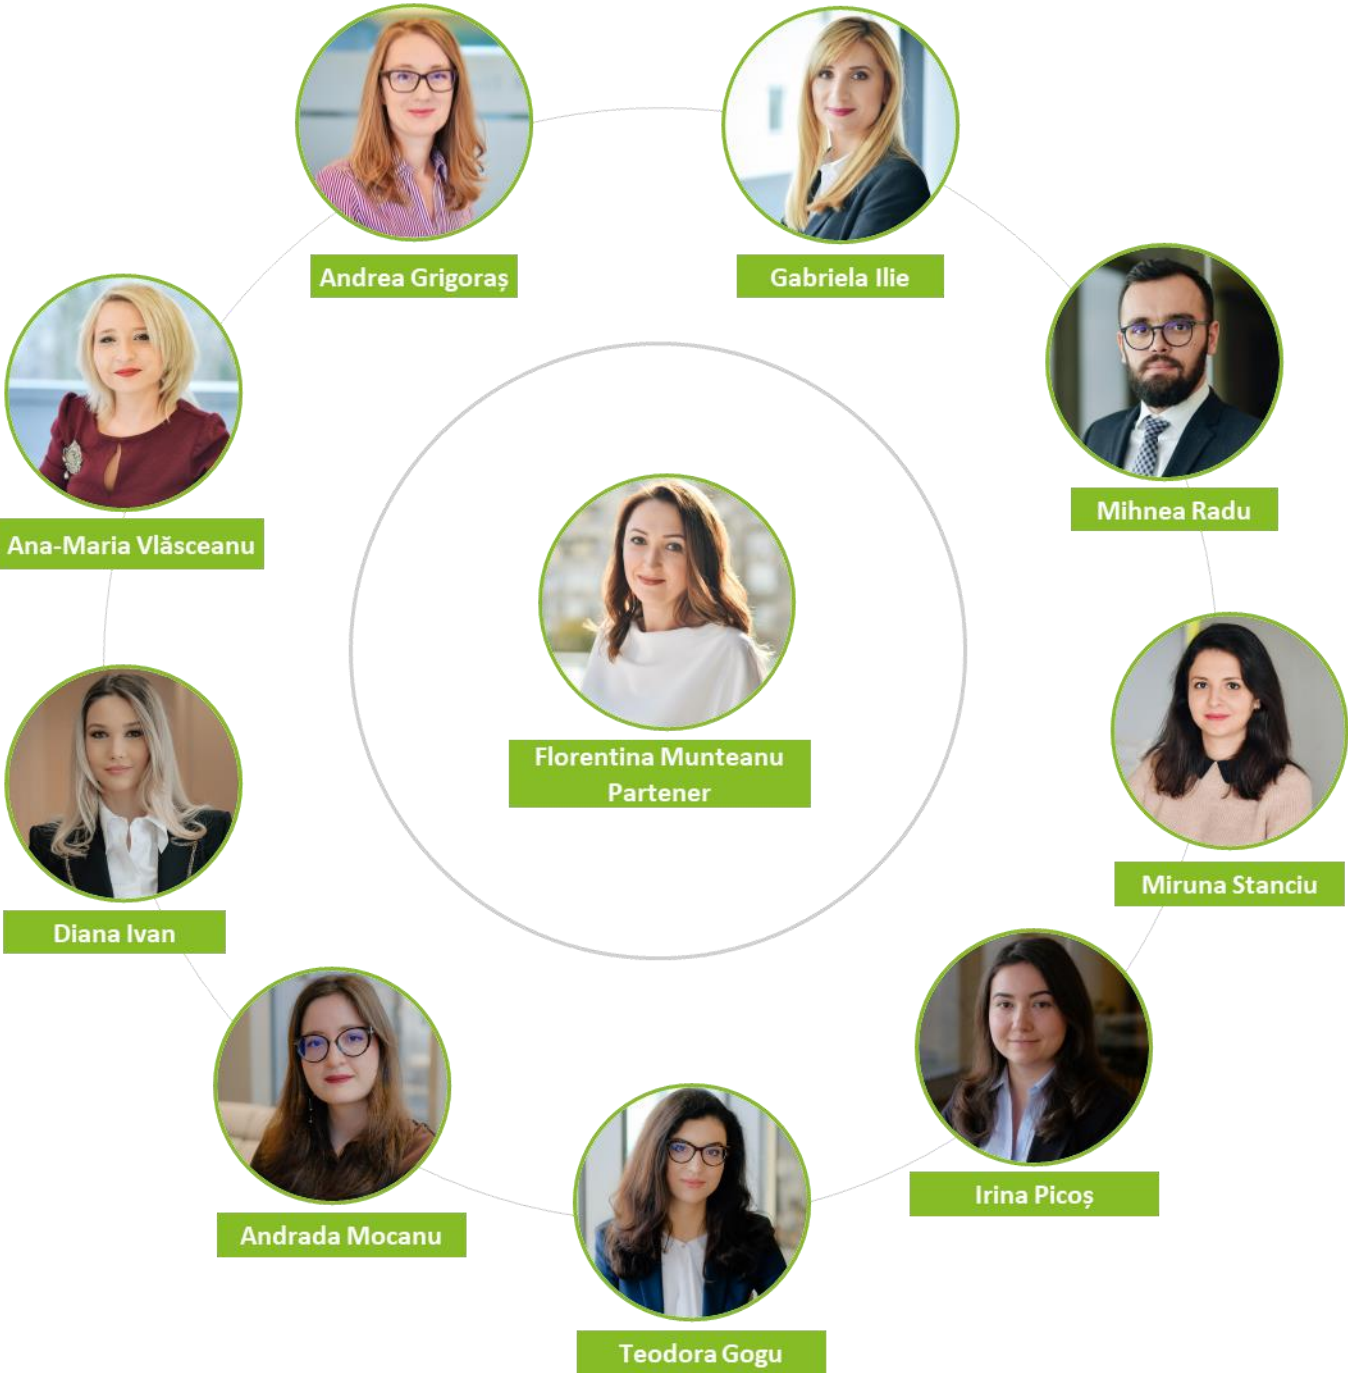 Andrea Grigoraș
Gabriela Ilie
Ana-Maria Vlăsceanu
Mihnea Radu
Florentina Munteanu
Partener
Diana Ivan
Miruna Stanciu
Andrada Mocanu
Irina Picoș
Teodora Gogu